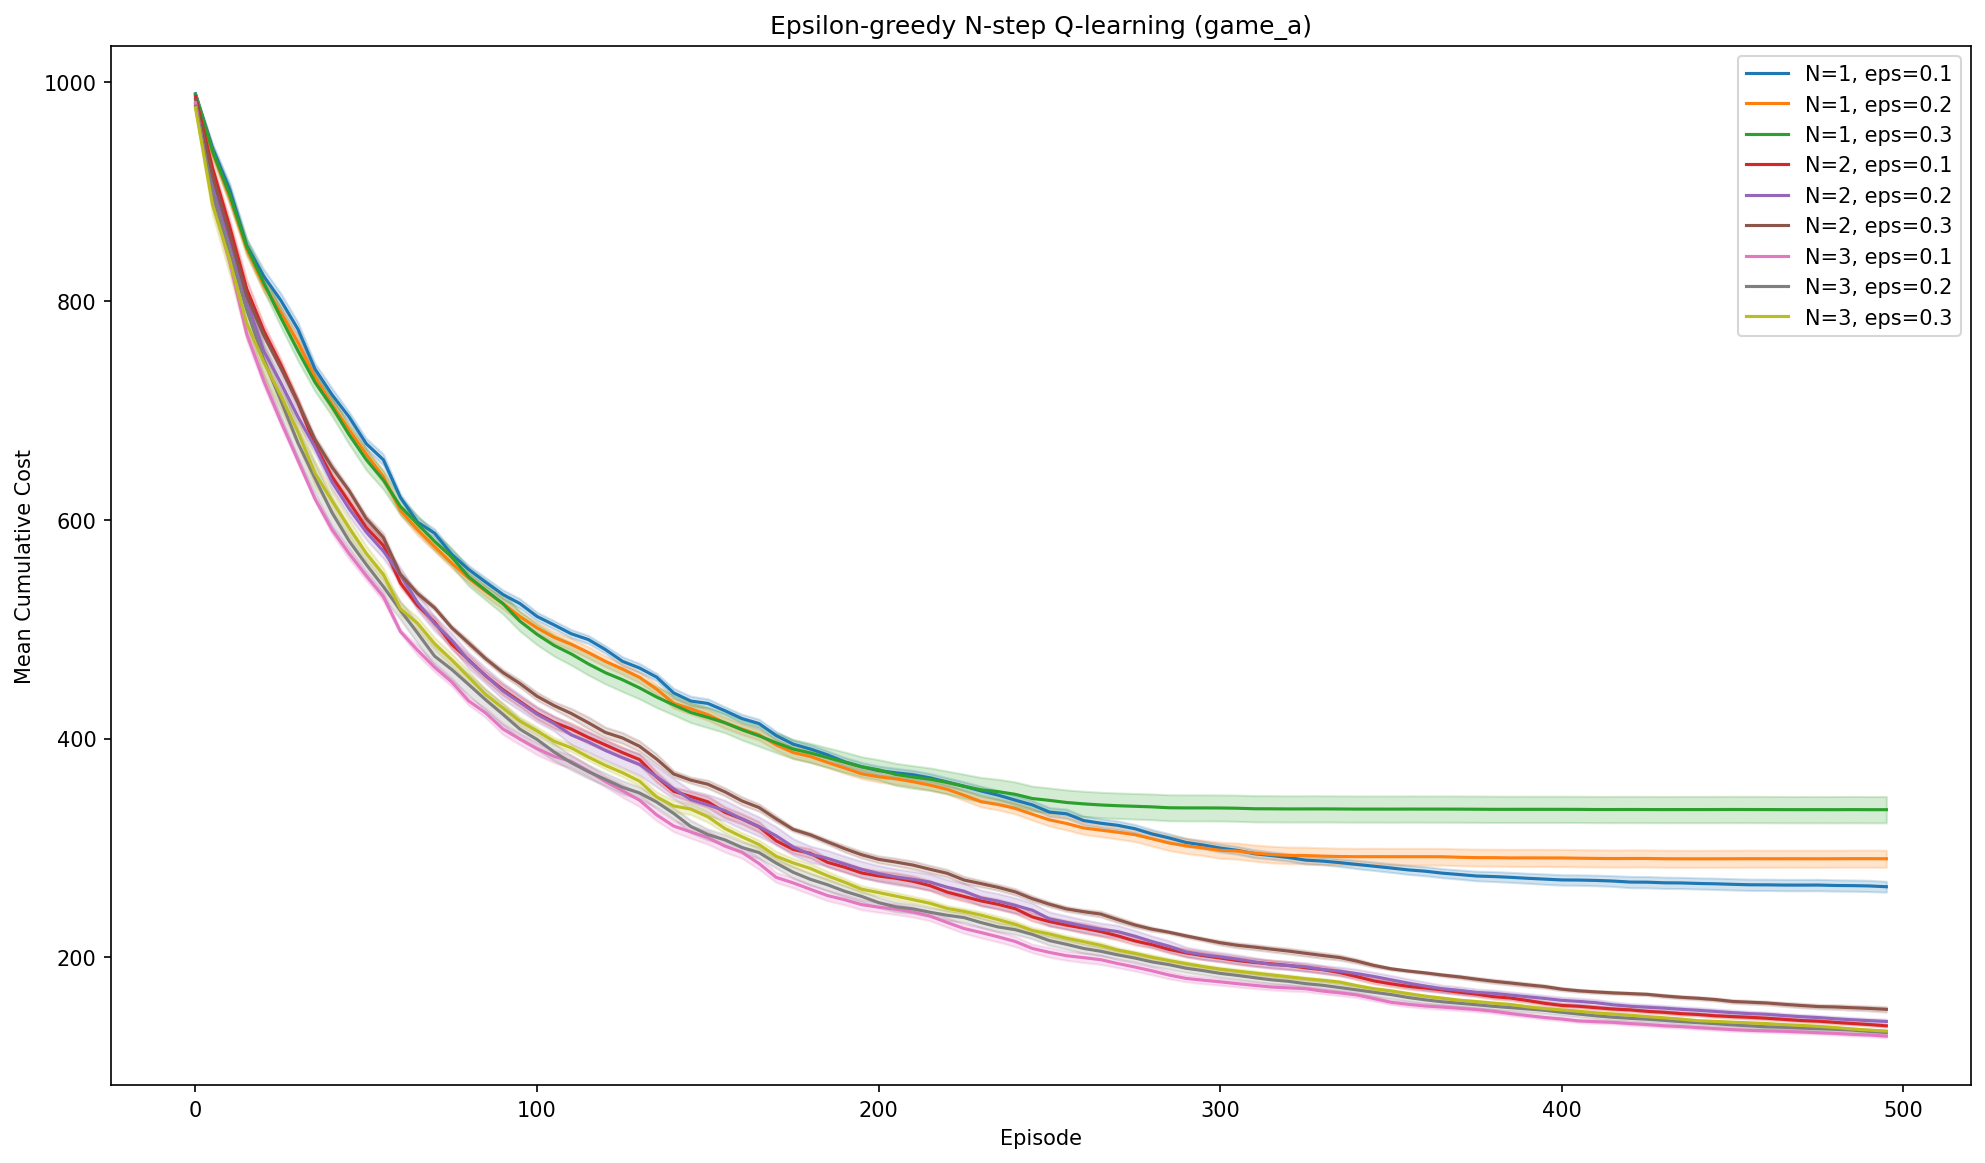 Epsilon-greedy N-step Q-learning (game_a)
N=1, eps=0.1
N=1, eps=0.2
N=1, eps=0.3
N=2, eps=0.1
N=2, eps=0.2
N=2, eps=0.3
N=3, eps=0.1
N=3, eps=0.2
N=3, eps=0.3
Mean Cumulative Cost
1000
800
600
400
200
0 100 200 300 400 500
Episode